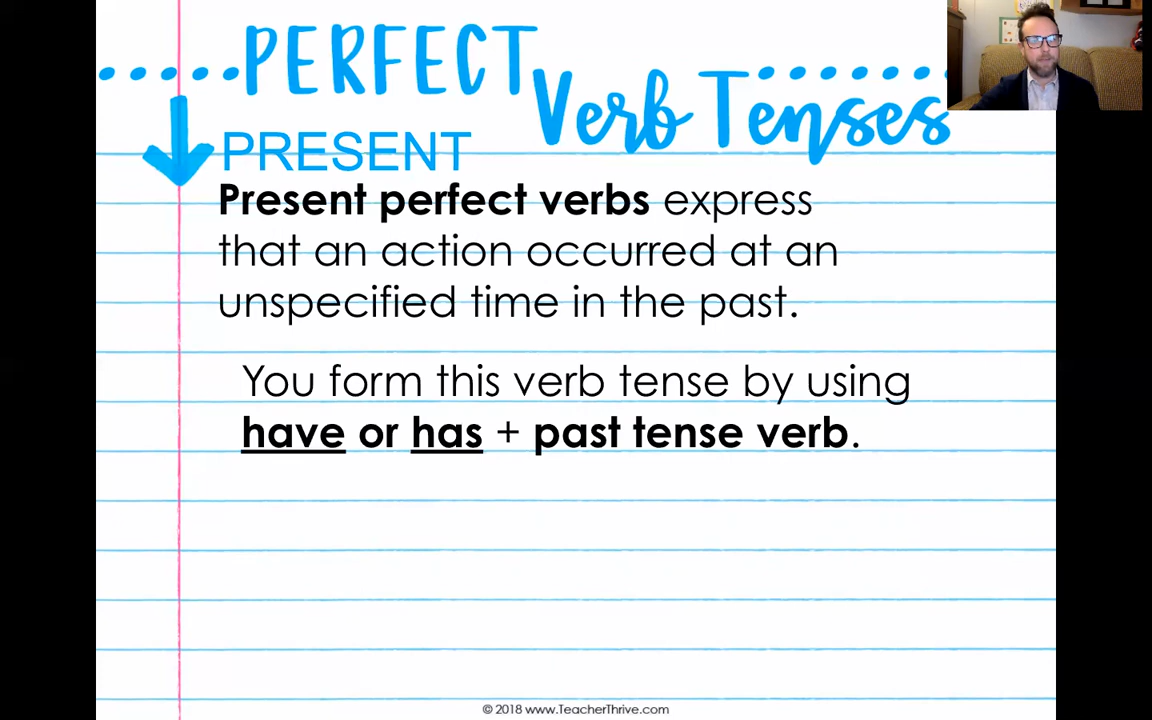 PERFECT
Verb Tenses
PRESENT
Present perfect verbs express
that an action occurred at an
unspecified time in the past.
You form this verb tense by using
have or has + past tense verb.
© 2018 www.TeacherThrive.com